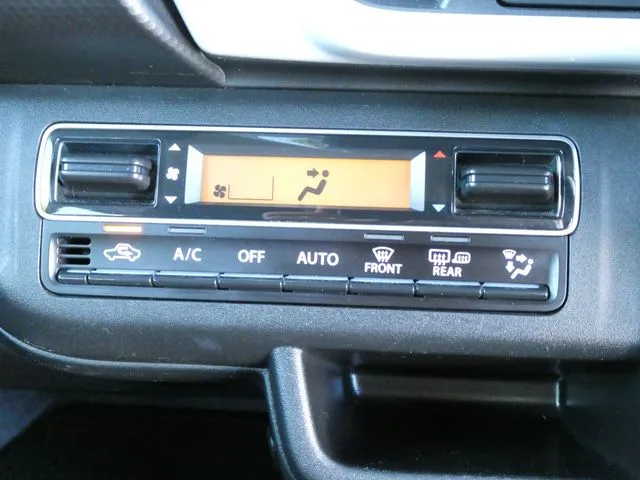 A/C OFF AUTO FRONT REAR